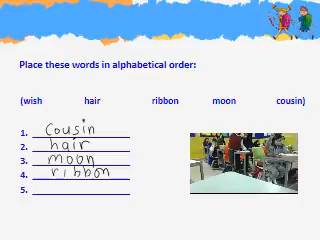 Place these words in alphabetical order:
(wish hair ribbon moon cousin)
1. cousin
2. hair
3. moon
4. ribbon
5.